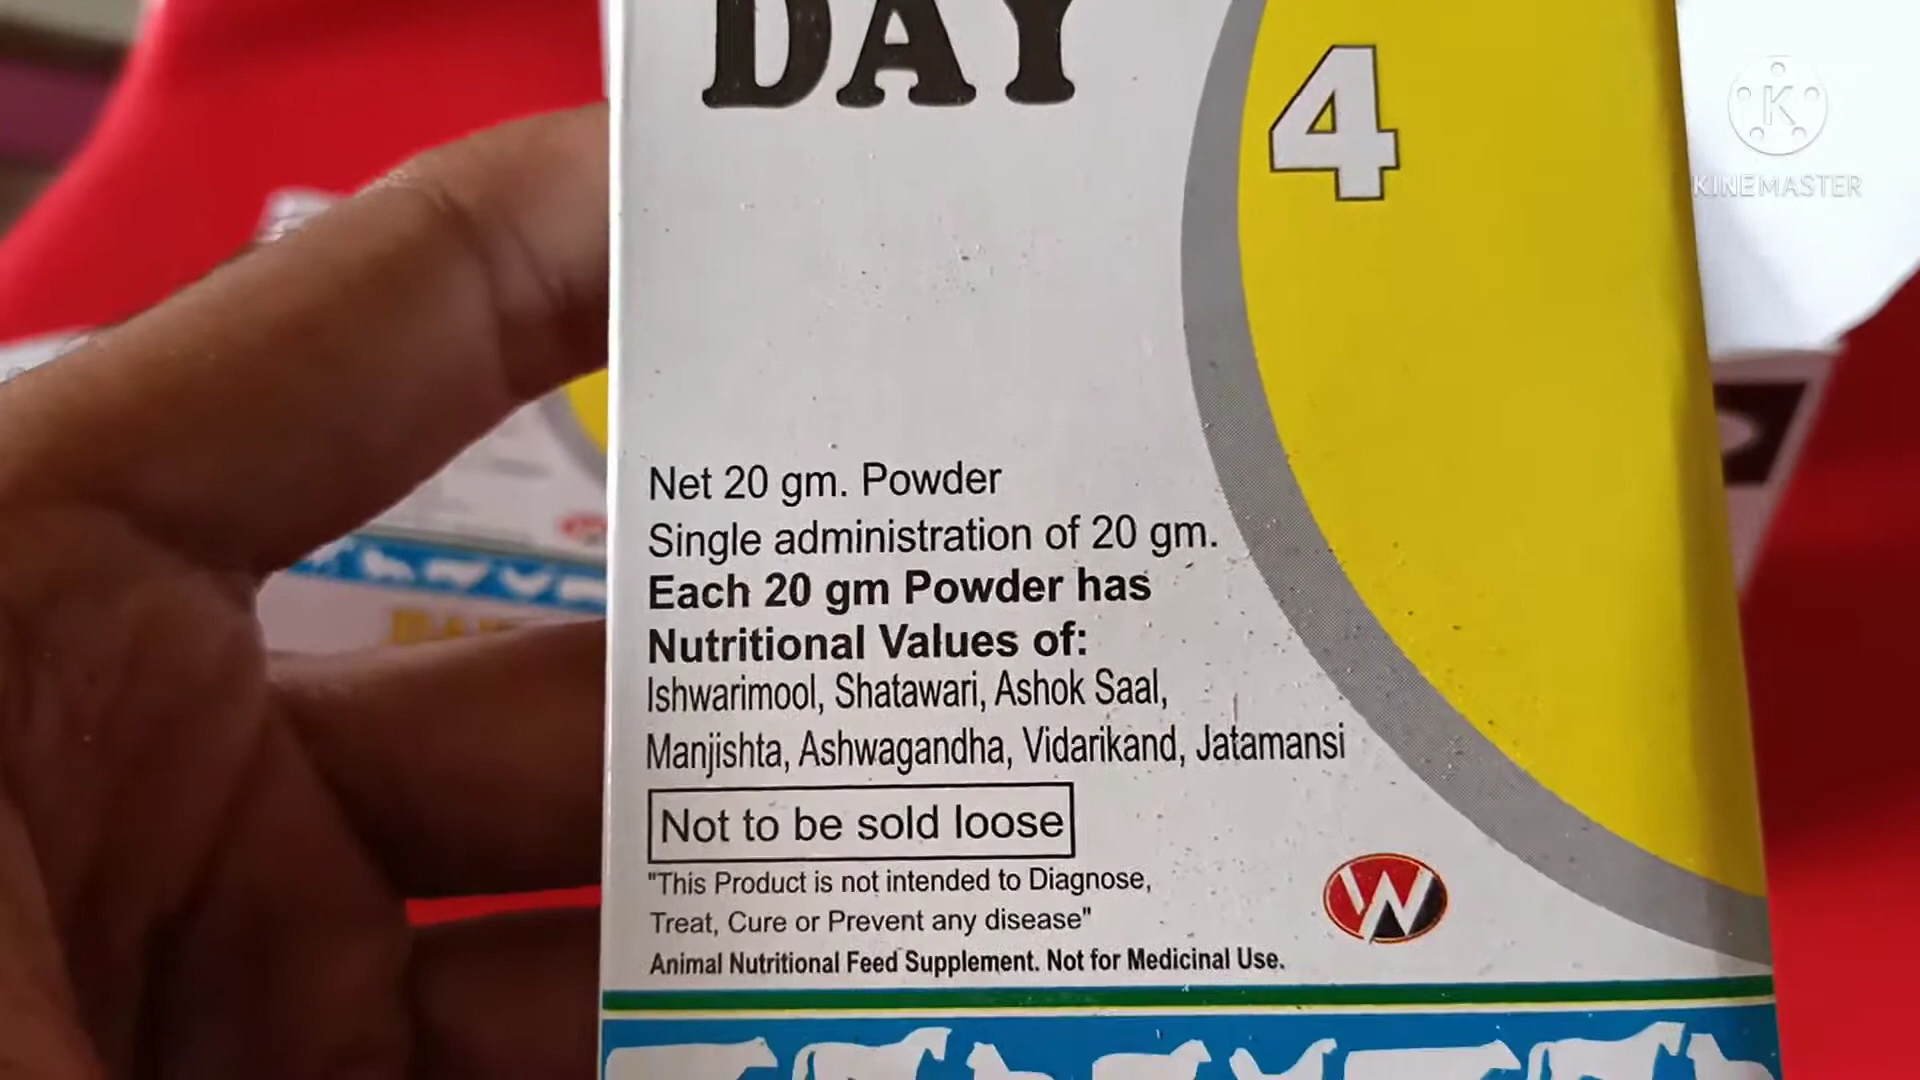 DAY
4
K
KINEMASTER
Net 20 gm. Powder
Single administration of 20 gm.
Each 20 gm Powder has
Nutritional Values of:
Ishwarimool, Shatawari, Ashok Saal,
Manjishta, Ashwagandha, Vidarikand, Jatamansi
Not to be sold loose
"This Product is not intended to Diagnose,
Treat, Cure or Prevent any disease"
W
Animal Nutritional Feed Supplement. Not for Medicinal Use.